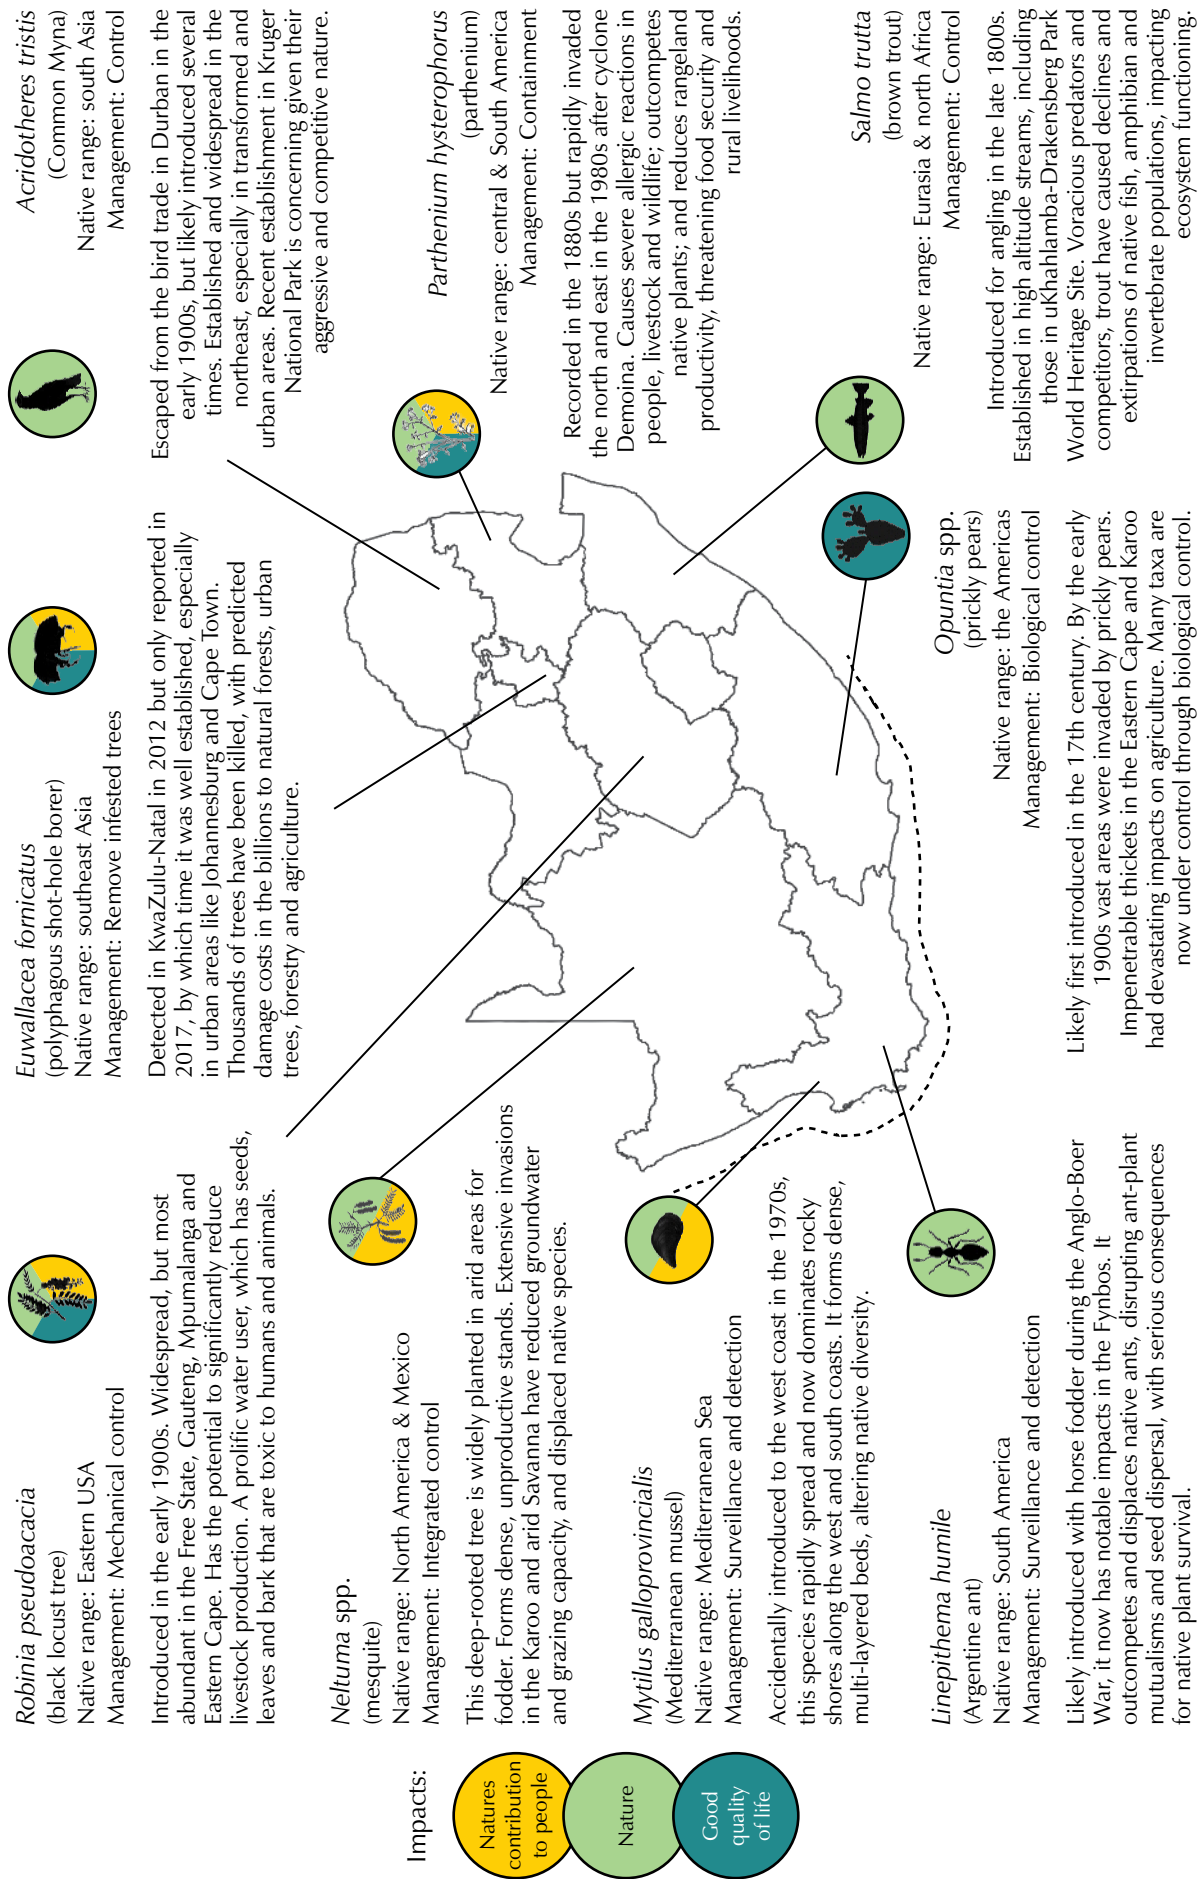 Robinia pseudoacacia
(black locust tree)
Native range: Eastern USA
Management: Mechanical control
Introduced in the early 1900s. Widespread, but most
abundant in the Free State, Gauteng, Mpumalanga and
Eastern Cape. Has the potential to significantly reduce
livestock production. A prolific water user, which has seeds,
leaves and bark that are toxic to humans and animals.
Euwallacea fornicatus
(polyphagous shot-hole borer)
Native range: southeast Asia
Management: Remove infested trees
Detected in KwaZulu-Natal in 2012 but only reported in
2017, by which time it was well established, especially
in urban areas like Johannesburg and Cape Town.
Thousands of trees have been killed, with predicted
damage costs in the billions to natural forests, urban
trees, forestry and agriculture.
Acridotheres tristis
(Common Myna)
Native range: south Asia
Management: Control
Escaped from the bird trade in Durban in the
early 1900s, but likely introduced several
times. Established and widespread in the
northeast, especially in transformed and
urban areas. Recent establishment in Kruger
National Park is concerning given their
aggressive and competitive nature.
Impacts:
Natures
contribution
to people
Nature
Good
quality
of life
Neltuma spp.
(mesquite)
Native range: North America & Mexico
Management: Integrated control
This deep-rooted tree is widely planted in arid areas for
fodder. Forms dense, unproductive stands. Extensive invasions
in the Karoo and arid Savanna have reduced groundwater
and grazing capacity, and displaced native species.
Parthenium hysterophorus
(parthenium)
Native range: central & South America
Management: Containment
Recorded in the 1880s but rapidly invaded
the north and east in the 1980s after cyclone
Demoina. Causes severe allergic reactions in
people, livestock and wildlife; outcompetes
native plants; and reduces rangeland
productivity, threatening food security and
rural livelihoods.
Mytilus galloprovincialis
(Mediterranean mussel)
Native range: Mediterranean Sea
Management: Surveillance and detection
Accidentally introduced to the west coast in the 1970s,
this species rapidly spread and now dominates rocky
shores along the west and south coasts. It forms dense,
multi-layered beds, altering native diversity.
Salmo trutta
(brown trout)
Native range: Eurasia & north Africa
Management: Control
Introduced for angling in the late 1800s.
Established in high altitude streams, including
those in uKhahlamba-Drakensberg Park
World Heritage Site. Voracious predators and
competitors, trout have caused declines and
extirpations of native fish, amphibian and
invertebrate populations, impacting
ecosystem functioning.
Linepithema humile
(Argentine ant)
Native range: South America
Management: Surveillance and detection
Likely introduced with horse fodder during the Anglo-Boer
War, it now has notable impacts in the Fynbos. It
outcompetes and displaces native ants, disrupting ant-plant
mutualisms and seed dispersal, with serious consequences
for native plant survival.
Opuntia spp.
(prickly pears)
Native range: the Americas
Management: Biological control
Likely first introduced in the 17th century. By the early
1900s vast areas were invaded by prickly pears.
Impenetrable thickets in the Eastern Cape and Karoo
had devastating impacts on agriculture. Many taxa are
now under control through biological control.